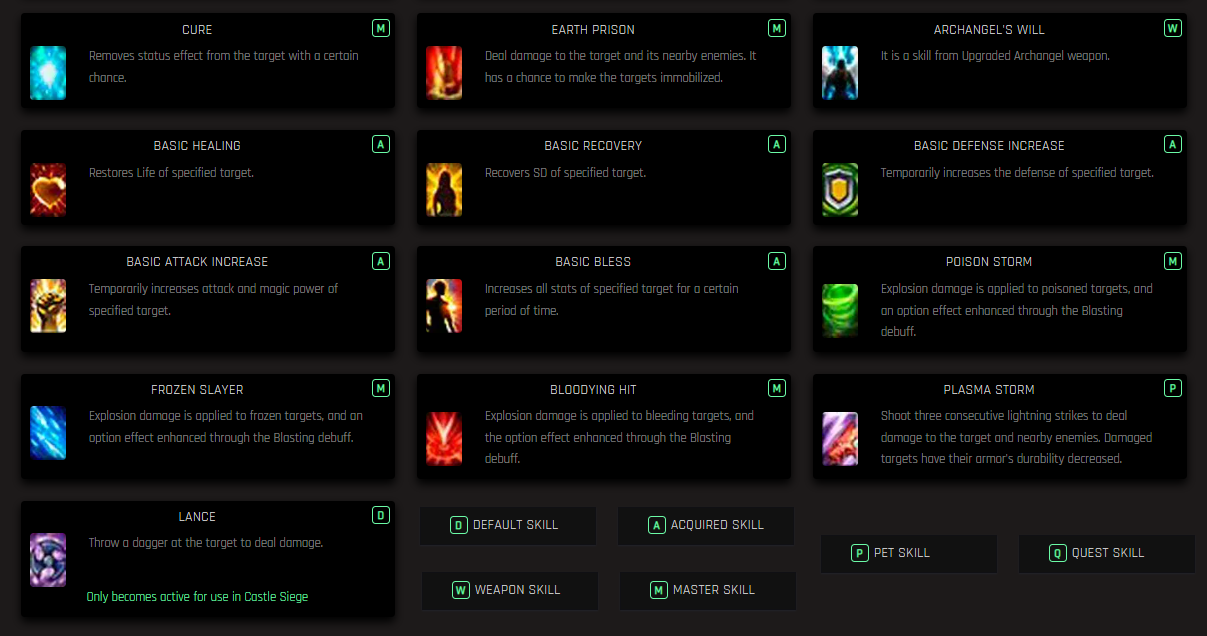 CURE
M
Removes status effect from the target with a certain
chance.
EARTH PRISON
M
Deal damage to the target and its nearby enemies. It
has a chance to make the targets immobilized.
ARCHANGEL'S WILL
W
It is a skill from Upgraded Archangel weapon.
BASIC HEALING
A
Restores Life of specified target.
BASIC RECOVERY
A
Recovers SD of specified target.
BASIC DEFENSE INCREASE
A
Temporarily increases the defense of specified target.
BASIC ATTACK INCREASE
A
Temporarily increases attack and magic power of
specified target.
BASIC BLESS
A
Increases all stats of specified target for a certain
period of time.
POISON STORM
M
Explosion damage is applied to poisoned targets, and
an option effect enhanced through the Blasting
debuff.
FROZEN SLAYER
M
Explosion damage is applied to frozen targets, and an
option effect enhanced through the Blasting debuff.
BLOODYING HIT
M
Explosion damage is applied to bleeding targets, and
the option effect enhanced through the Blasting
debuff.
PLASMA STORM
P
Shoot three consecutive lightning strikes to deal
damage to the target and nearby enemies. Damaged
targets have their armor's durability decreased.
LANCE
D
Throw a dagger at the target to deal damage.
Only becomes active for use in Castle Siege
D DEFAULT SKILL
A ACQUIRED SKILL
P PET SKILL
Q QUEST SKILL
W WEAPON SKILL
M MASTER SKILL